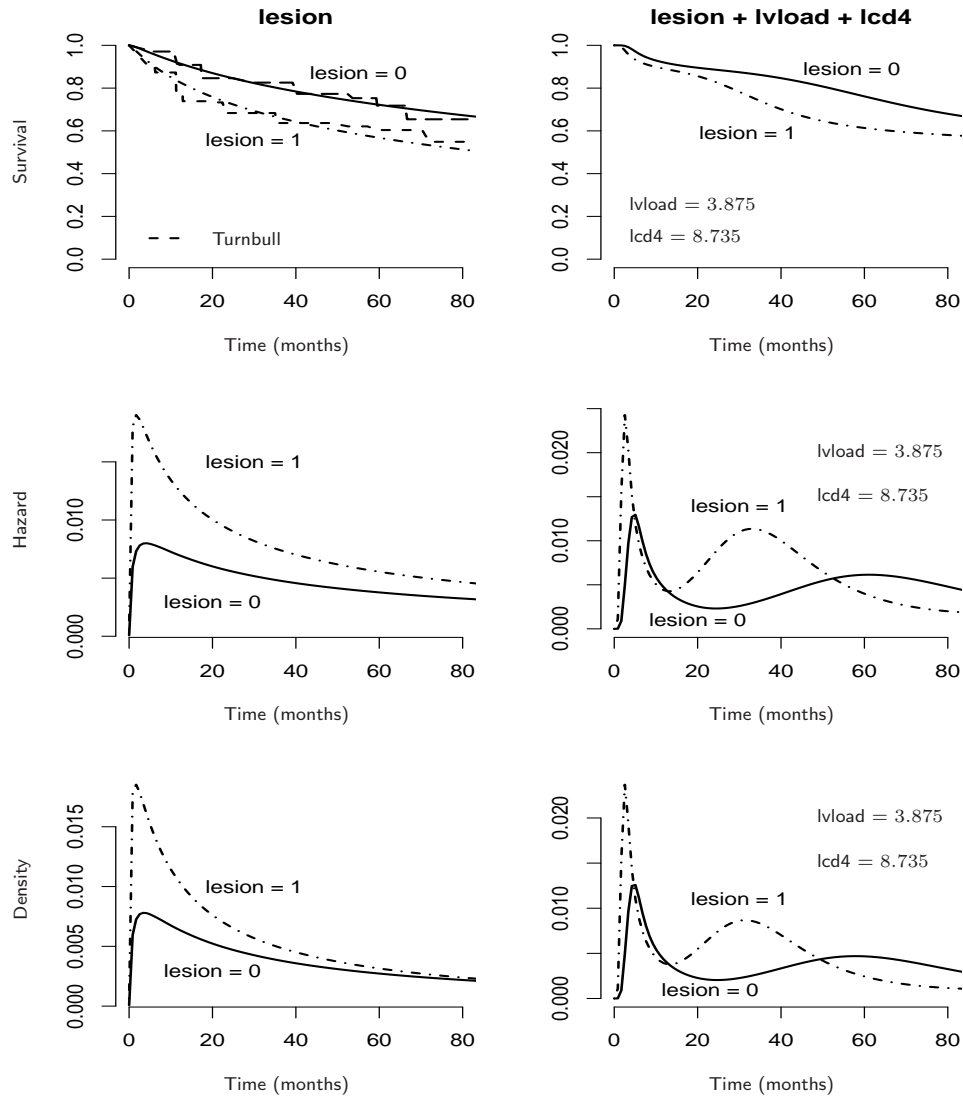 lesion
lesion + lvload + lcd4
Survival
0.0 0.2 0.4 0.6 0.8 1.0
lesion = 0
lesion = 1
Turnbull
0 20 40 60 80
Time (months)
0.0 0.2 0.4 0.6 0.8 1.0
lesion = 0
lesion = 1
lvload = 3.875
lcd4 = 8.735
0 20 40 60 80
Time (months)
Hazard
0.000 0.010
lesion = 1
lesion = 0
0 20 40 60 80
Time (months)
0.000 0.010 0.020
lvload = 3.875
lcd4 = 8.735
lesion = 1
lesion = 0
0 20 40 60 80
Time (months)
Density
0.000 0.005 0.010 0.015
lesion = 1
lesion = 0
0 20 40 60 80
Time (months)
0.000 0.010 0.020
lvload = 3.875
lcd4 = 8.735
lesion = 1
lesion = 0
0 20 40 60 80
Time (months)